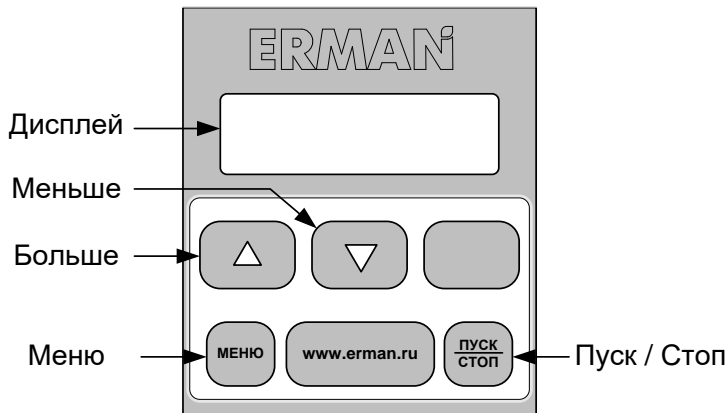 ERMAN
Дисплей
Меньше
Больше
Меню
МЕНЮ
www.erman.ru
ПУСК
СТОП
Пуск / Стоп